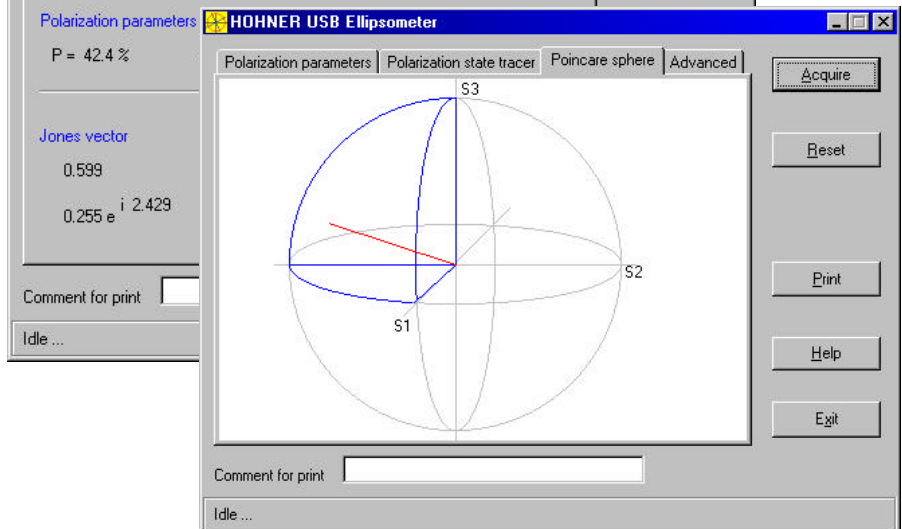 Polarization parameters
P = 42.4 %
Jones vector
0.599
0.255 e i 2.429
Comment for print
Idle ...
HOHNER USB Ellipsometer
Polarization parameters
Polarization state tracer
Poincare sphere
Advanced
S3
S2
S1
Acquire
Reset
Print
Help
Exit
Comment for print
Idle ...